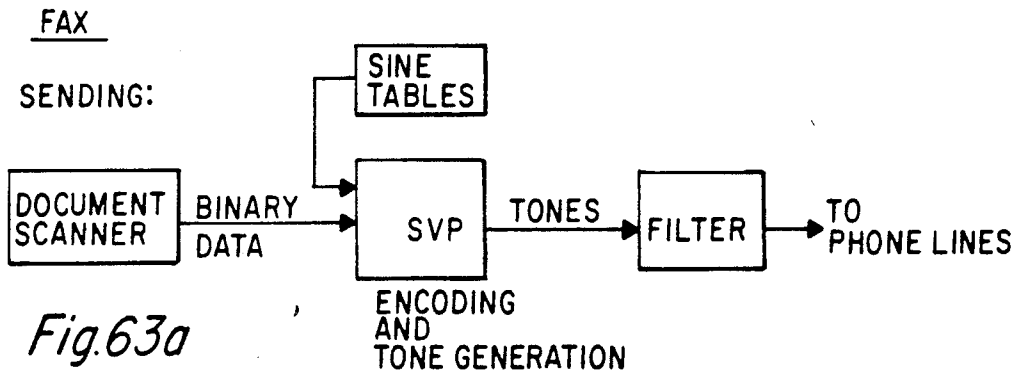 FAX
SENDING:
SINE
TABLES
DOCUMENT
SCANNER
BINARY
DATA
SVP
TONES
FILTER
TO
PHONE LINES
ENCODING
AND
TONE GENERATION
Fig.63a